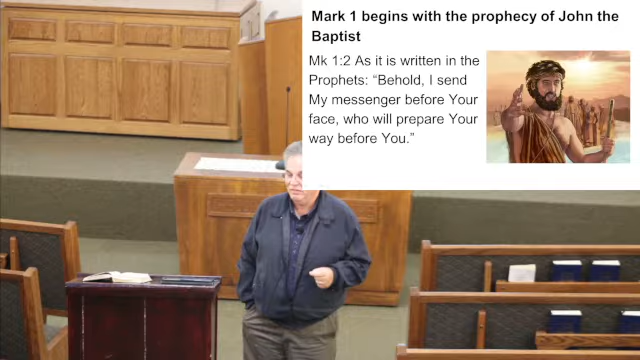 Mark 1 begins with the prophecy of John the
Baptist
Mk 1:2 As it is written in the
Prophets: “Behold, I send
My messenger before Your
face, who will prepare Your
way before You.”